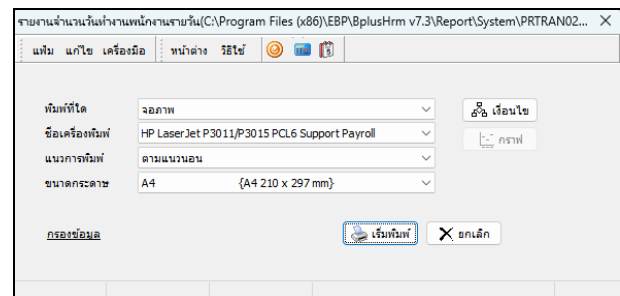 รายงานจำนวนวันทำงานพนักงานรายวัน(C:\Program Files (x86)\EBP\BplusHrm v7.3\Report\System\PRTRAN02...
แฟ้ม แก้ไข เครื่องมือ หน้าต่าง วิธีใช้
พิมพ์ที่ใด จอภาพ เงื่อนไข
ชื่อเครื่องพิมพ์ HP LaserJet P3011/P3015 PCL6 Support Payroll กราฟ
แนวการพิมพ์ ตามแนวนอน
ขนาดกระดาษ A4 {A4 210 x 297 mm}
กรองข้อมูล เริ่มพิมพ์ ยกเลิก